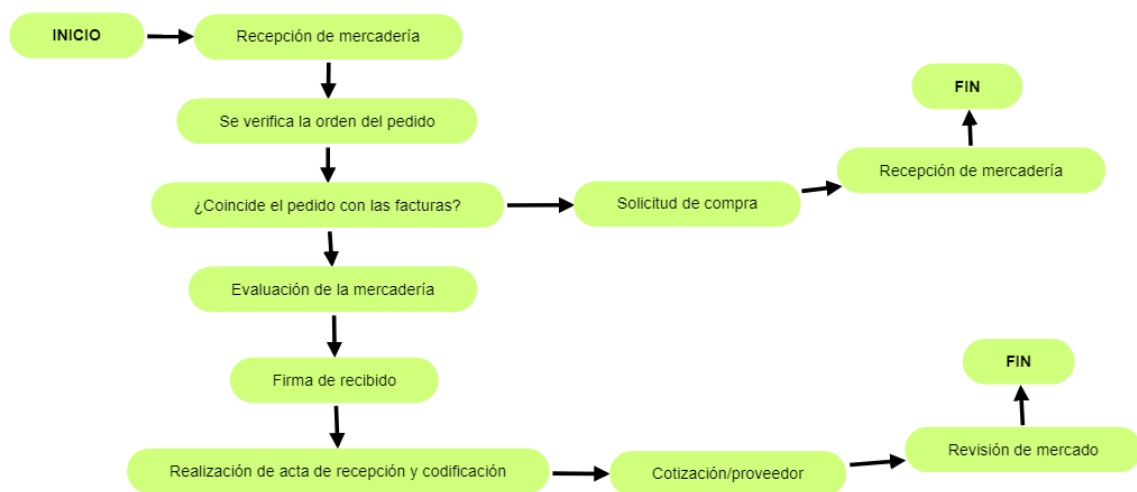 INICIO
Recepción de mercadería
Se verifica la orden del pedido
¿Coincide el pedido con las facturas?
Solicitud de compra
Recepción de mercadería
FIN
Evaluación de la mercadería
Firma de recibido
Realización de acta de recepción y codificación
Cotización/proveedor
Revisión de mercado
FIN